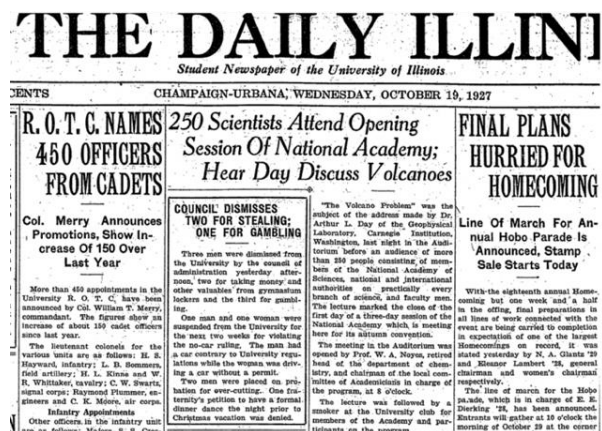 THE DAILY ILLINI
Student Newspaper of the University of Illinois
CENTS
CHAMPAIGN-URBANA, WEDNESDAY, OCTOBER 19, 1927
R. O. T. C. NAMES
450 OFFICERS
FROM CADETS
Col. Merry Announces
Promotions, Show In-
crease Of 150 Over
Last Year
More than 450 appointments in the
University R. O. T. C. have been
announced by Col. William T. Merry,
commandant. The figures show an
increase of about 150 cadet officers
since last year.
The lieutenant colonels for the
various units are as follows: H. S.
Hayward, infantry; L. D. Sommers,
field artillery; H. L. Kinna and W.
R. Whittaker, cavalry; C. W. Swartz,
signal corps; Raymond Plummer, en-
gineers and C. K. Moore, air corps.
Infantry Appointments
Other officers in the infantry unit
250 Scientists Attend Opening
Session Of National Academy;
Hear Day Discuss Volcanoes
COUNCIL DISMISSES
TWO FOR STEALING;
ONE FOR GAMBLING
Three men were dismissed from
the University by the council of
administration yesterday after-
noon, two for taking money and
other valuables from gymnasium
lockers and the third for gambl-
ing.
One man and one woman were
suspended from the University for
the next two weeks for violating
the no-car ruling. The man had
a car contrary to University regu-
lations while the woman was driv-
ing a car without a permit.
Two men were placed on pro-
bation for over-cutting. One fra-
ternity's petition to have a formal
dinner dance the night prior to
Christmas vacation was denied.
"The Volcano Problem" was the
subject of the address made by Dr.
Arthur L. Day of the Geophysical
Laboratory, Carnegie Institution,
Washington, last night in the Audi-
torium before an audience of more
than 250 people consisting of mem-
bers of the National Academy of
Sciences, national and international
authorities on practically every
branch of science, and faculty men.
The lecture marked the close of the
first day of a three-day session of the
National Academy which is meeting
here for its autumn convention.
The meeting in the Auditorium was
opened by Prof. W. A. Noyes, retired
head of the department of chem-
istry, and chairman of the local com-
mittee of Academicians in charge of
the program, at 8 o'clock.
The lecture was followed by a
smoker at the University club for
members of the Academy and par-
ticipants on the program.
FINAL PLANS
HURRIED FOR
HOMECOMING
Line Of March For An-
nual Hobo Parade Is
Announced, Stamp
Sale Starts Today
With the eighteenth annual Home-
coming but one week and a half
in the offing, final preparations in
all lines of work connected with the
event are being carried to completion
in expectation of one of the largest
Homecomings on record, it was
stated yesterday by N. A. Glantz '29
and Eleanor Lambert '28, general
chairman and women's chairman
respectively.
The line of march for the Hobo
parade, which is in charge of E. E.
Dierking '28, has been announced.
Entrants will gather at 10 o'clock the
morning of October 29 at the corner